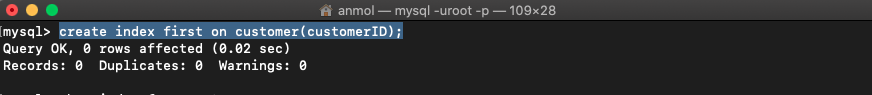 anmol — mysql -uroot -p — 109×28
[mysql> create index first on customer(customerID);
Query OK, 0 rows affected (0.02 sec)
Records: 0  Duplicates: 0  Warnings: 0